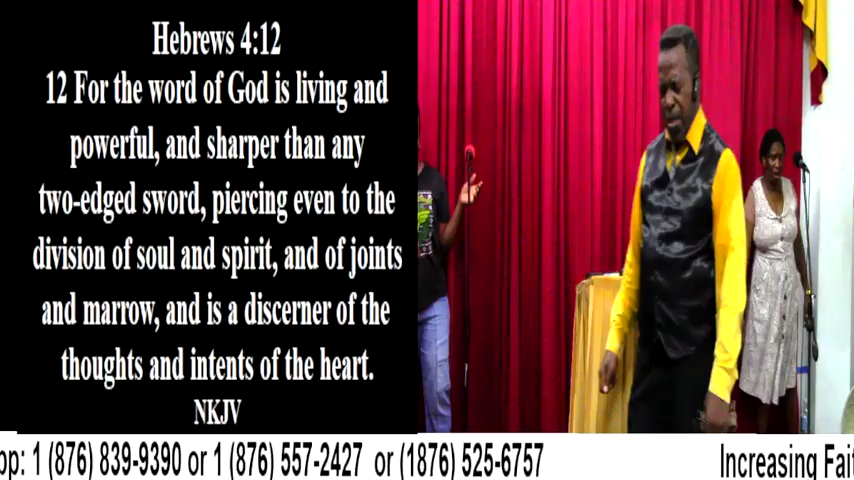 Hebrews 4:12
12 For the word of God is living and
powerful, and sharper than any
two-edged sword, piercing even to the
division of soul and spirit, and of joints
and marrow, and is a discerner of the
thoughts and intents of the heart.
NKJV
pp: 1 (876) 839-9390 or 1 (876) 557-2427 or (1876) 525-6757
Increasing Fait